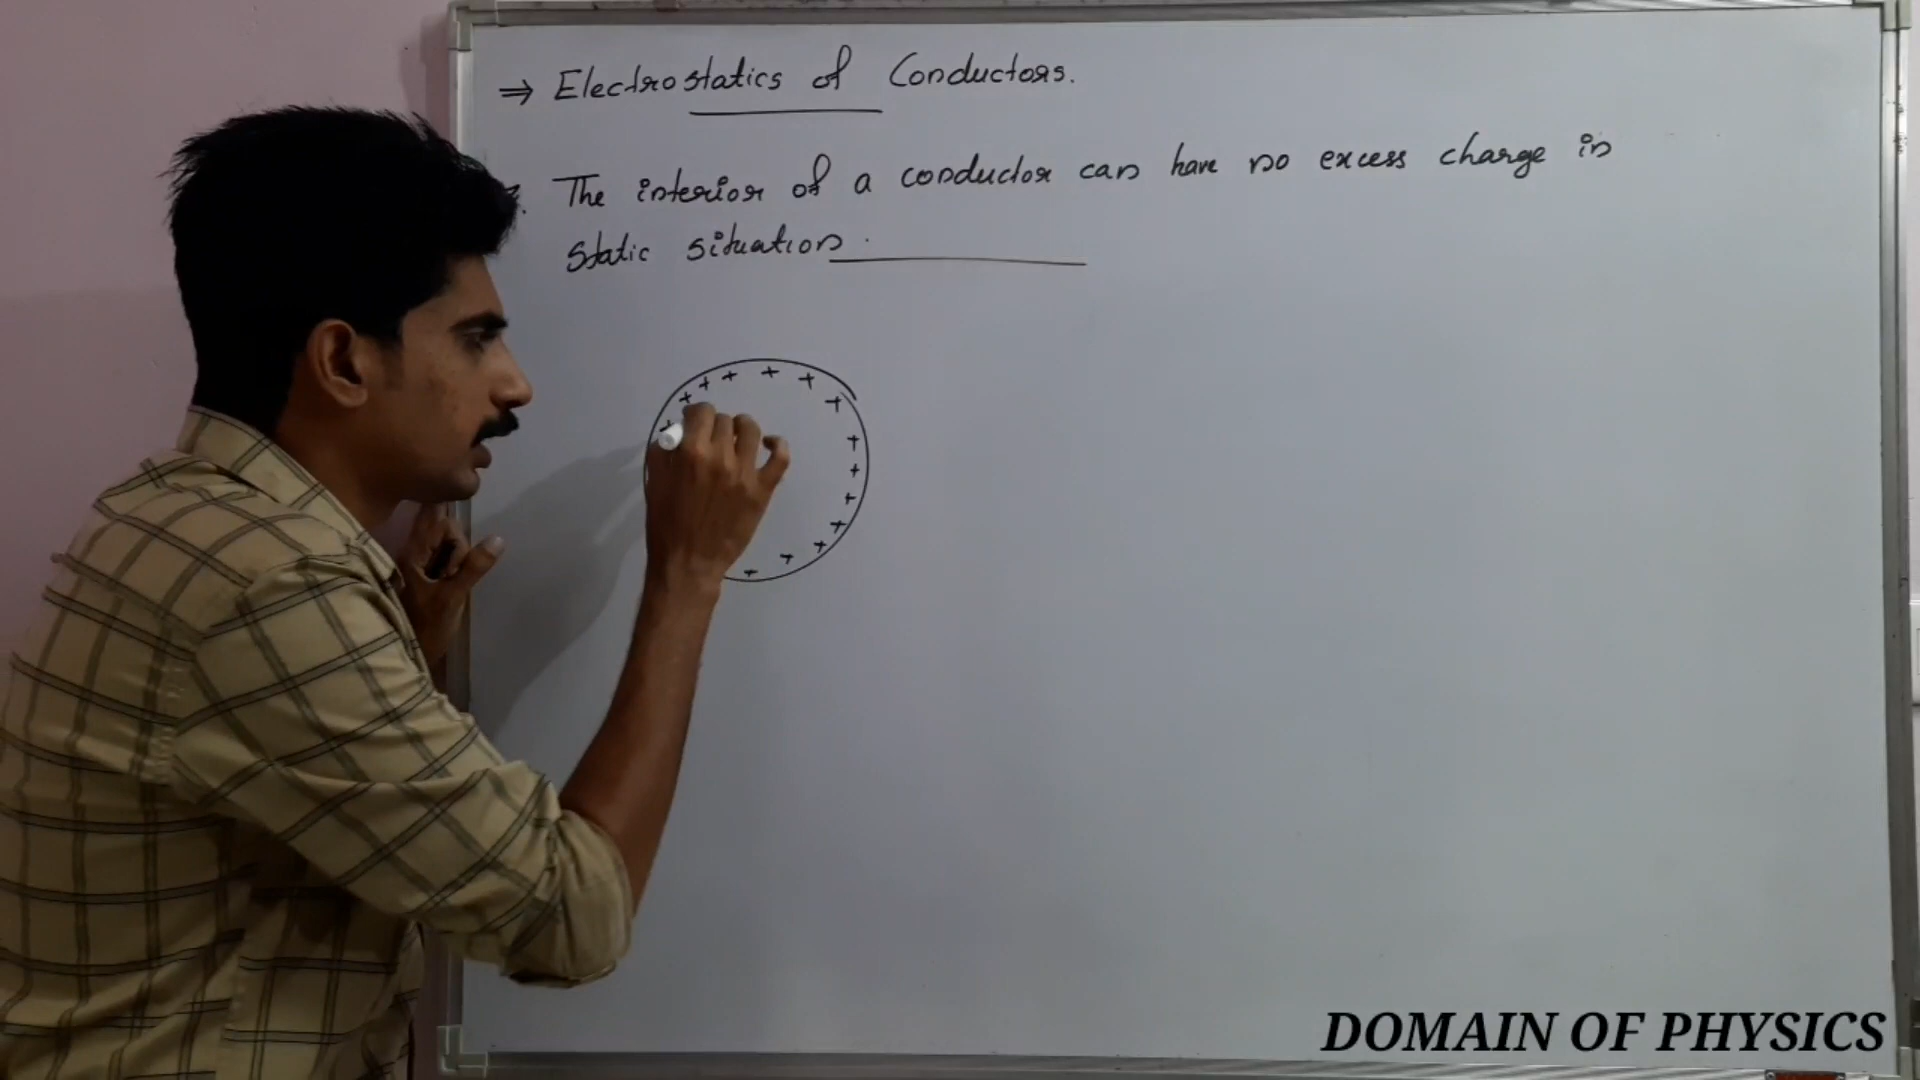 ⇒ Electrostatics of Conductors.
The interior of a conductor can have no excess charge in
static situation.
+ + + + + + + + + + + + + + + +
DOMAIN OF PHYSICS